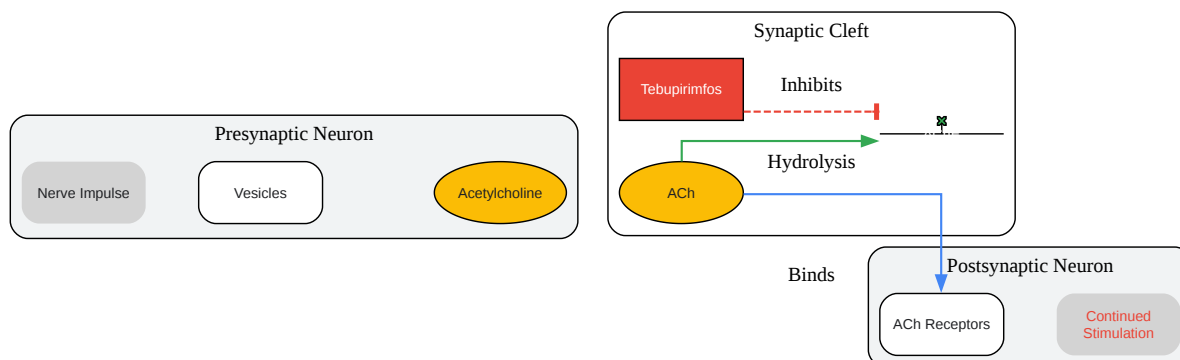 Synaptic Cleft
Tebupirimfos
Inhibits
Presynaptic Neuron
Hydrolysis
Nerve Impulse
Vesicles
Acetylcholine
ACh
Binds
Postsynaptic Neuron
ACh Receptors
Continued
Stimulation